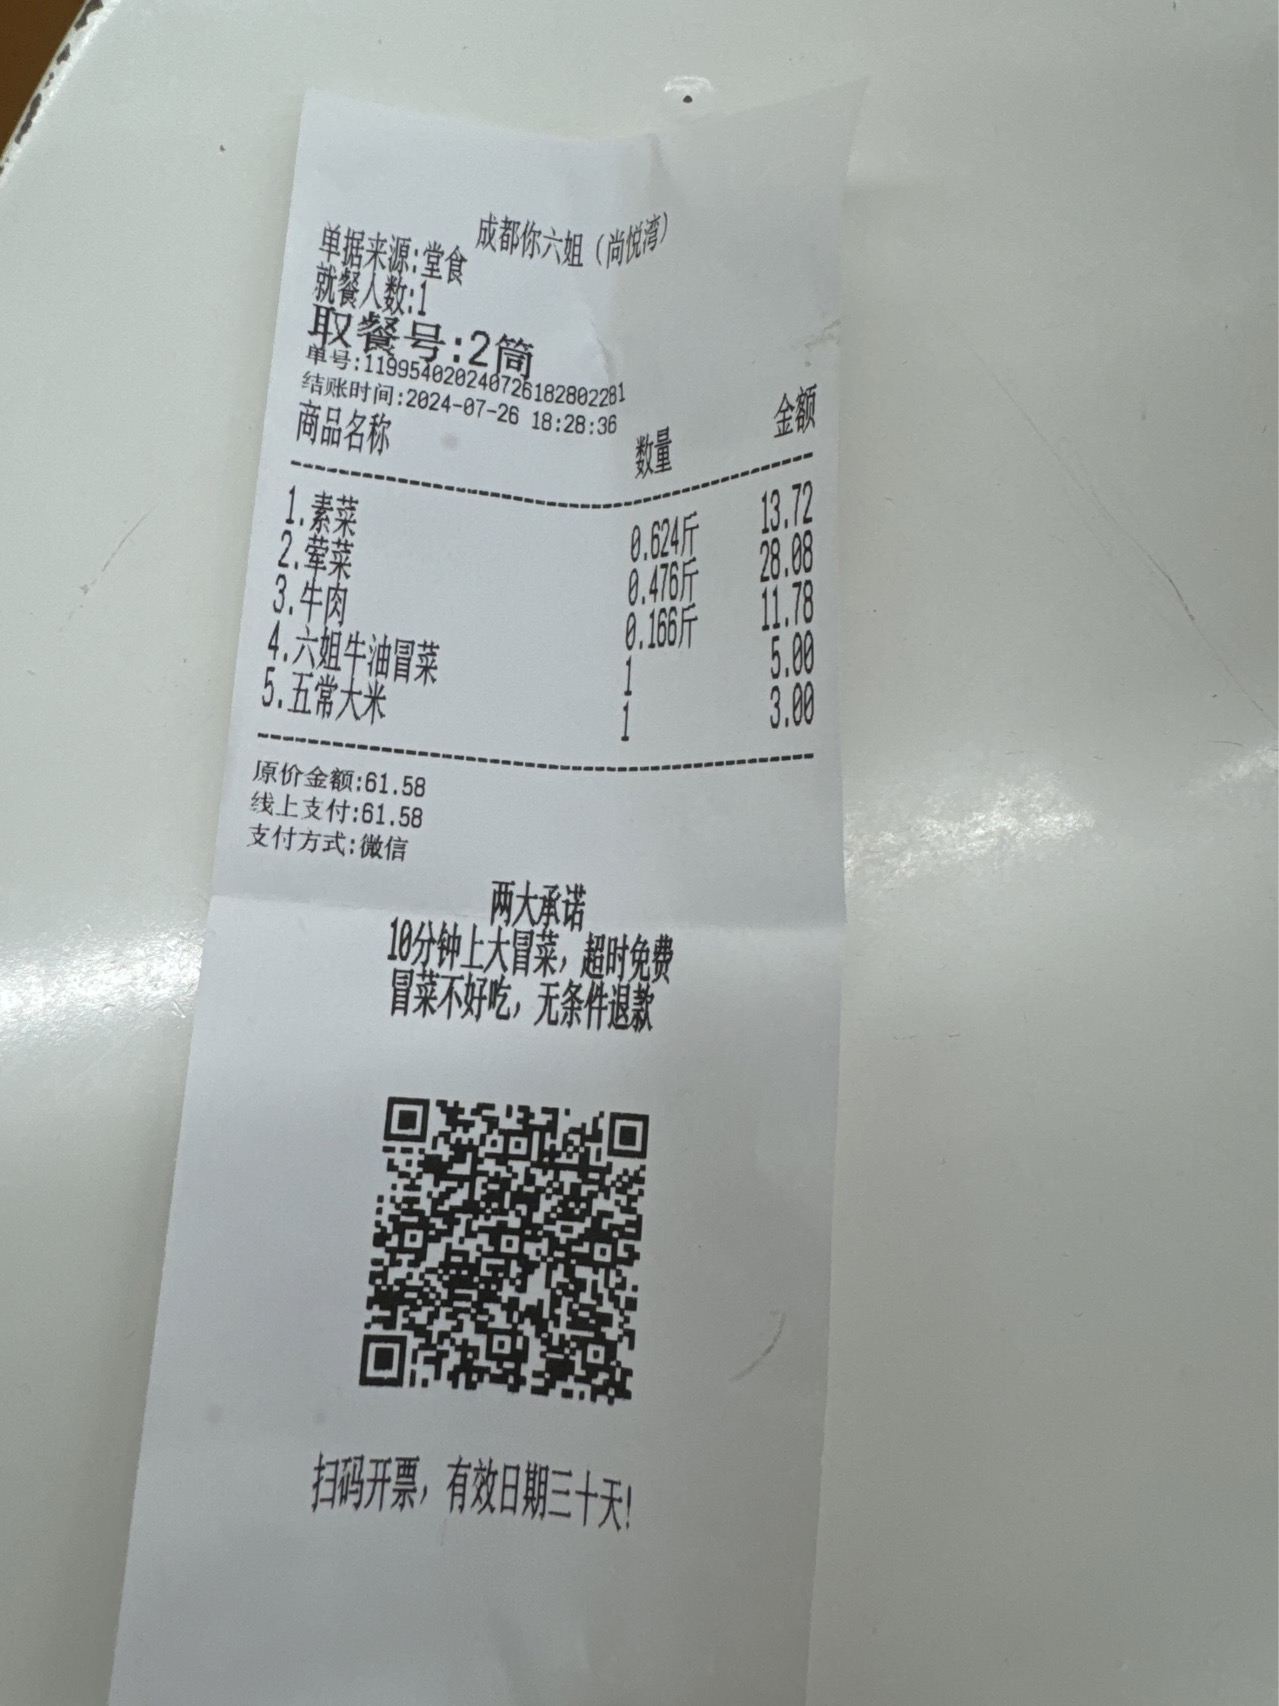 成都你六姐（尚悦湾）
单据来源:堂食
就餐人数:1
取餐号:2筒
单号:119954020240726182802281
结账时间:2024-07-26 18:28:36
商品名称 数量 金额
1.素菜 0.624斤 13.72
2.荤菜 0.476斤 28.08
3.牛肉 0.166斤 11.78
4.六姐牛油冒菜 1 5.00
5.五常大米 1 3.00
原价金额:61.58
线上支付:61.58
支付方式:微信
两大承诺
10分钟上大冒菜，超时免费
冒菜不好吃，无条件退款
扫码开票，有效日期三十天!